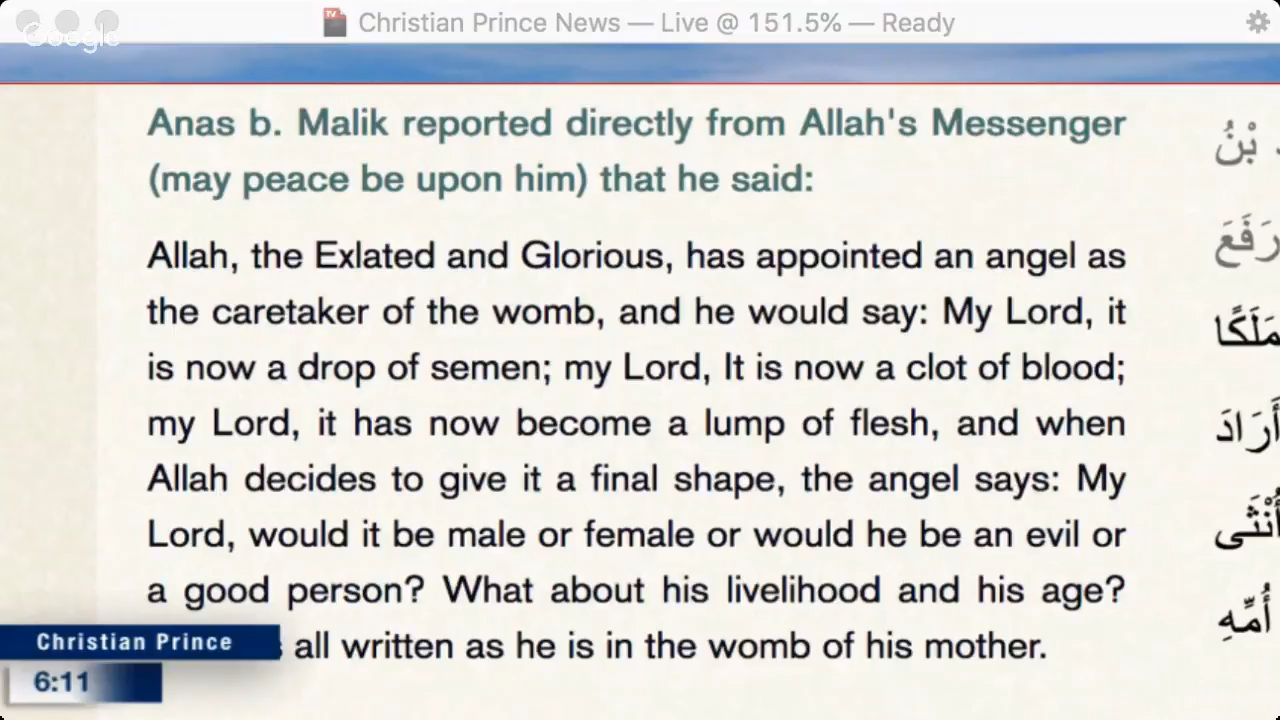 Christian Prince News — Live @ 151.5% — Ready
Google
Anas b. Malik reported directly from Allah's Messenger
(may peace be upon him) that he said:
Allah, the Exlated and Glorious, has appointed an angel as
the caretaker of the womb, and he would say: My Lord, it
is now a drop of semen; my Lord, It is now a clot of blood;
my Lord, it has now become a lump of flesh, and when
Allah decides to give it a final shape, the angel says: My
Lord, would it be male or female or would he be an evil or
a good person? What about his livelihood and his age?
all written as he is in the womb of his mother.
بْنُ
رَفَعَ
مَلَكًا
أَرَادَ
أُنْثَى
أُمِّهِ
Christian Prince
6:11